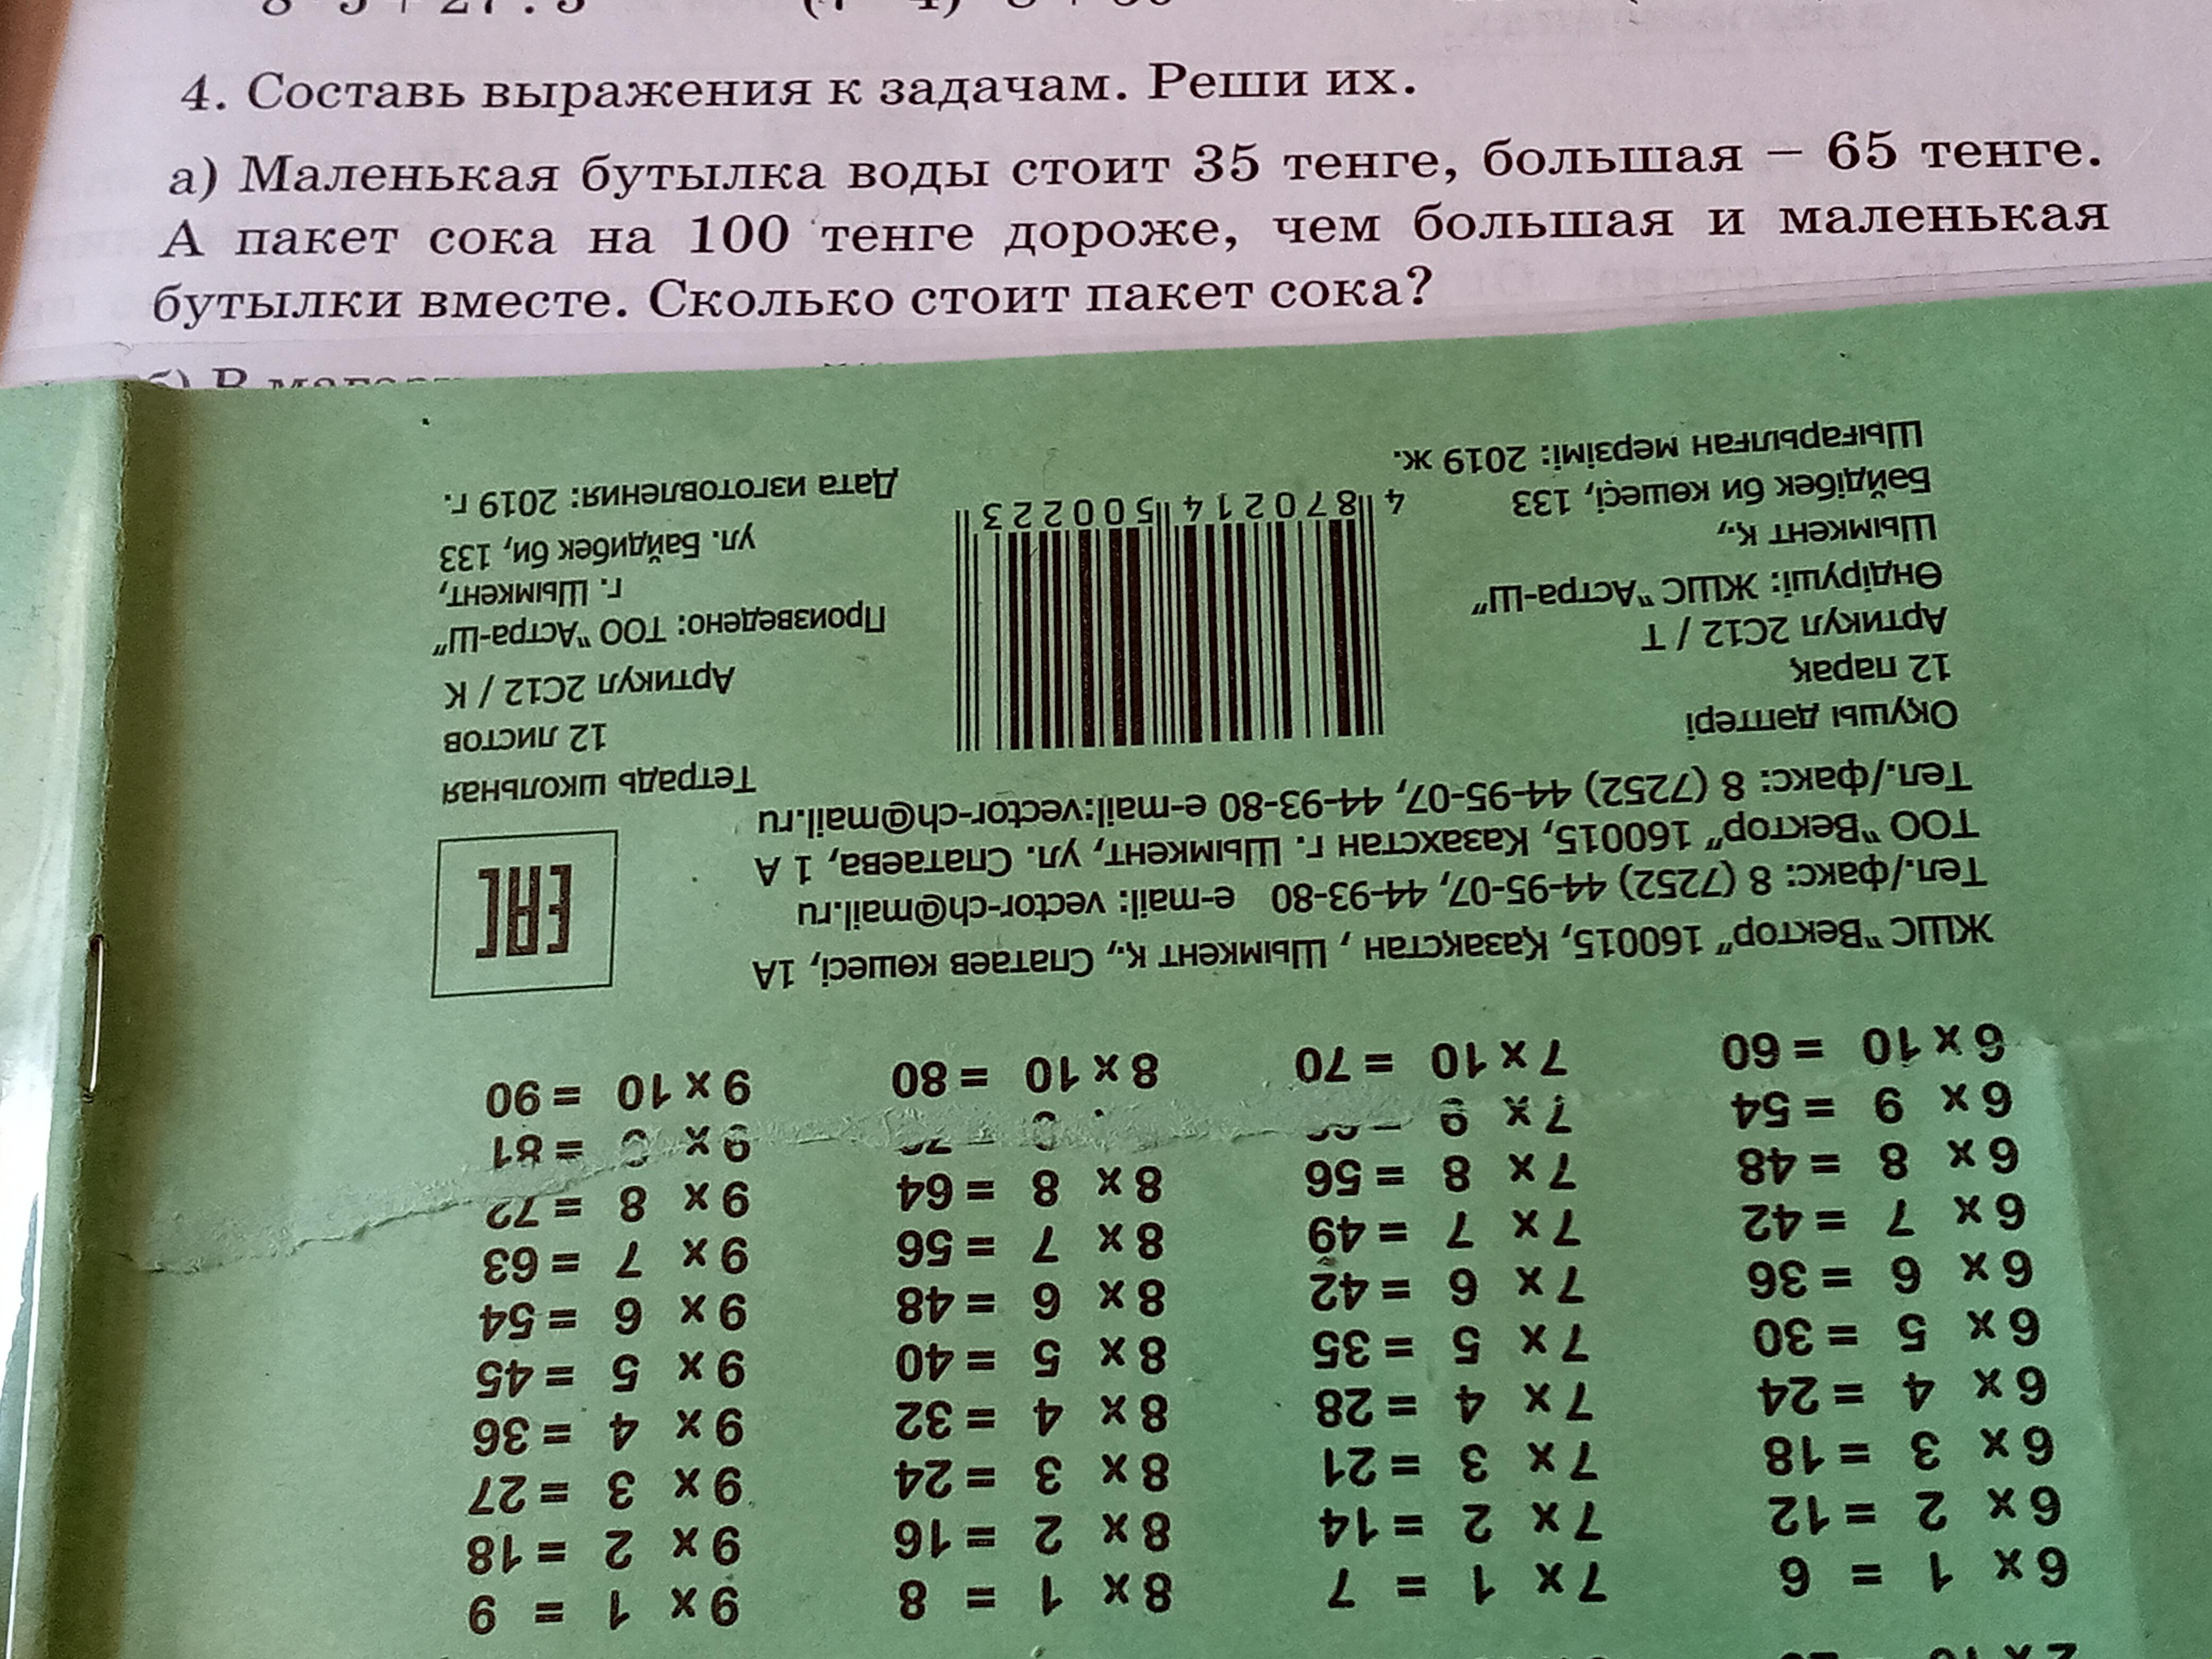 4. Составь выражения к задачам. Реши их.
а) Маленькая бутылка воды стоит 35 тенге, большая – 65 тенге.
А пакет сока на 100 тенге дороже, чем большая и маленькая
бутылки вместе. Сколько стоит пакет сока?
6 x 1 = 6
6 x 2 = 12
6 x 3 = 18
6 x 4 = 24
6 x 5 = 30
6 x 6 = 36
6 x 7 = 42
6 x 8 = 48
6 x 9 = 54
6 x 10 = 60
7 x 1 = 7
7 x 2 = 14
7 x 3 = 21
7 x 4 = 28
7 x 5 = 35
7 x 6 = 42
7 x 7 = 49
7 x 8 = 56
7 x 9
7 x 10 = 70
8 x 1 = 8
8 x 2 = 16
8 x 3 = 24
8 x 4 = 32
8 x 5 = 40
8 x 6 = 48
8 x 7 = 56
8 x 8 = 64
8 x 10 = 80
9 x 1 = 9
9 x 2 = 18
9 x 3 = 27
9 x 4 = 36
9 x 5 = 45
9 x 6 = 54
9 x 7 = 63
9 x 8 = 72
9 x = 81
9 x 10 = 90
ЖШС "Вектор" 160015, Қазақстан , Шымкент қ., Спатаев көшесі, 1А
Тел./факс: 8 (7252) 44-95-07, 44-93-80 e-mail: vector-ch@mail.ru
ТОО "Вектор" 160015, Казахстан г. Шымкент, ул. Спатаева, 1 А
Тел./факс: 8 (7252) 44-95-07, 44-93-80 e-mail:vector-ch@mail.ru
EAC
Оқушы дәптері
12 парақ
Артикул 2С12 / Т
Өндіруші: ЖШС "Астра-Ш"
Шымкент қ.,
Бәйдібек би көшесі, 133
Шығарылған мерзімі: 2019 ж.
4 870214 500223
Тетрадь школьная
12 листов
Артикул 2С12 / К
Произведено: ТОО "Астра-Ш"
г. Шымкент,
ул. Байдибек би, 133
Дата изготовления: 2019 г.